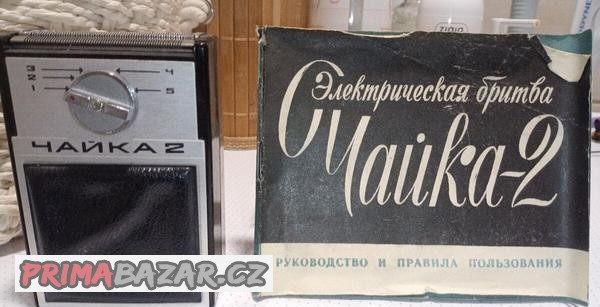 3
2
1
4
5
ЧАЙКА 2
Электрическая бритва
Чайка-2
РУКОВОДСТВО И ПРАВИЛА ПОЛЬЗОВАНИЯ
PRIMABAZAR.CZ